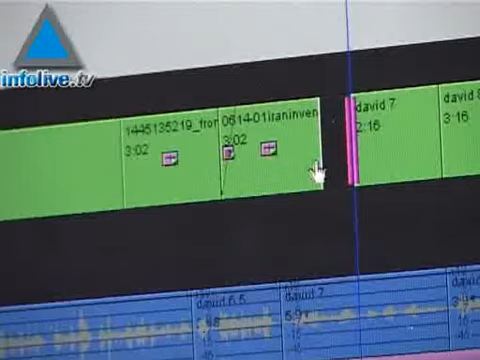 infolive.tv
1445135219_fron
3:02
0614-01iraninven
3:02
david 7
2:16
david 8
3:16
david 6.5
david 7